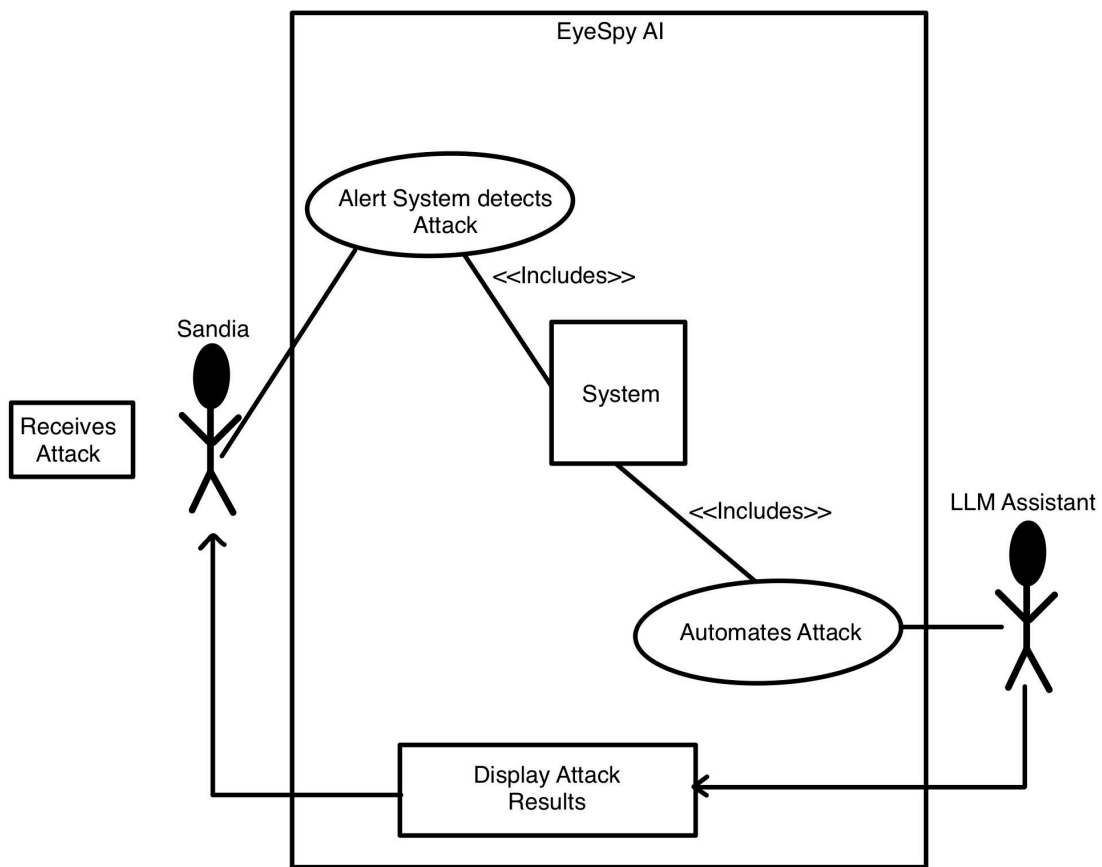 EyeSpy AI
Alert System detects
Attack
<<Includes>>
Sandia
System
Receives
Attack
<<Includes>>
LLM Assistant
Automates Attack
Display Attack
Results